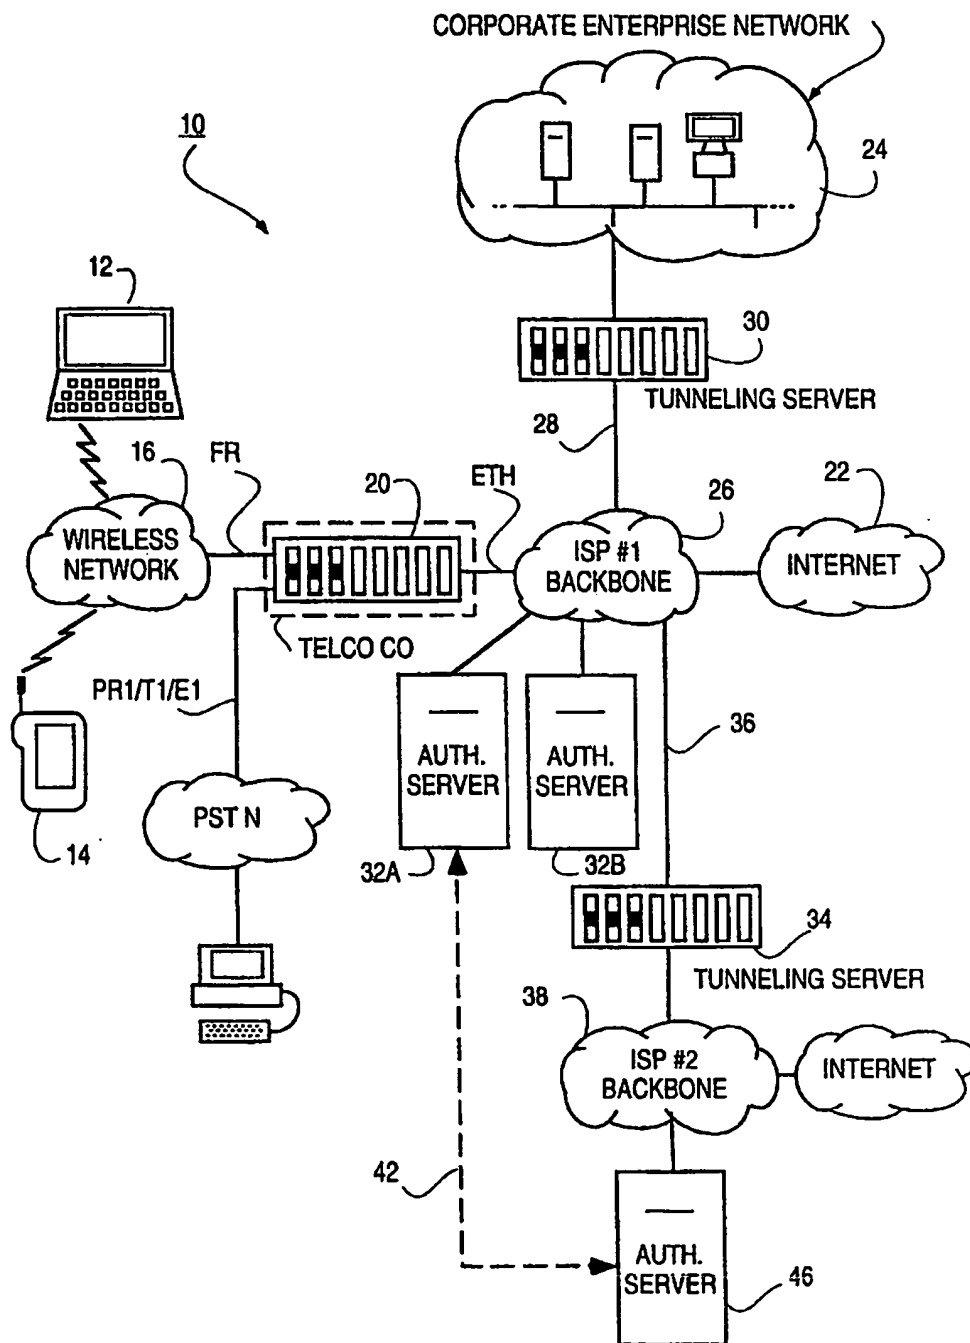 CORPORATE ENTERPRISE NETWORK
10
24
12
30
TUNNELING SERVER
28
16
FR
20
ETH
26
22
WIRELESS
NETWORK
ISP #1
BACKBONE
INTERNET
TELCO CO
PR1/T1/E1
36
AUTH.
SERVER
AUTH.
SERVER
PST N
14
32A
32B
34
TUNNELING SERVER
38
ISP #2
BACKBONE
INTERNET
42
AUTH.
SERVER
46